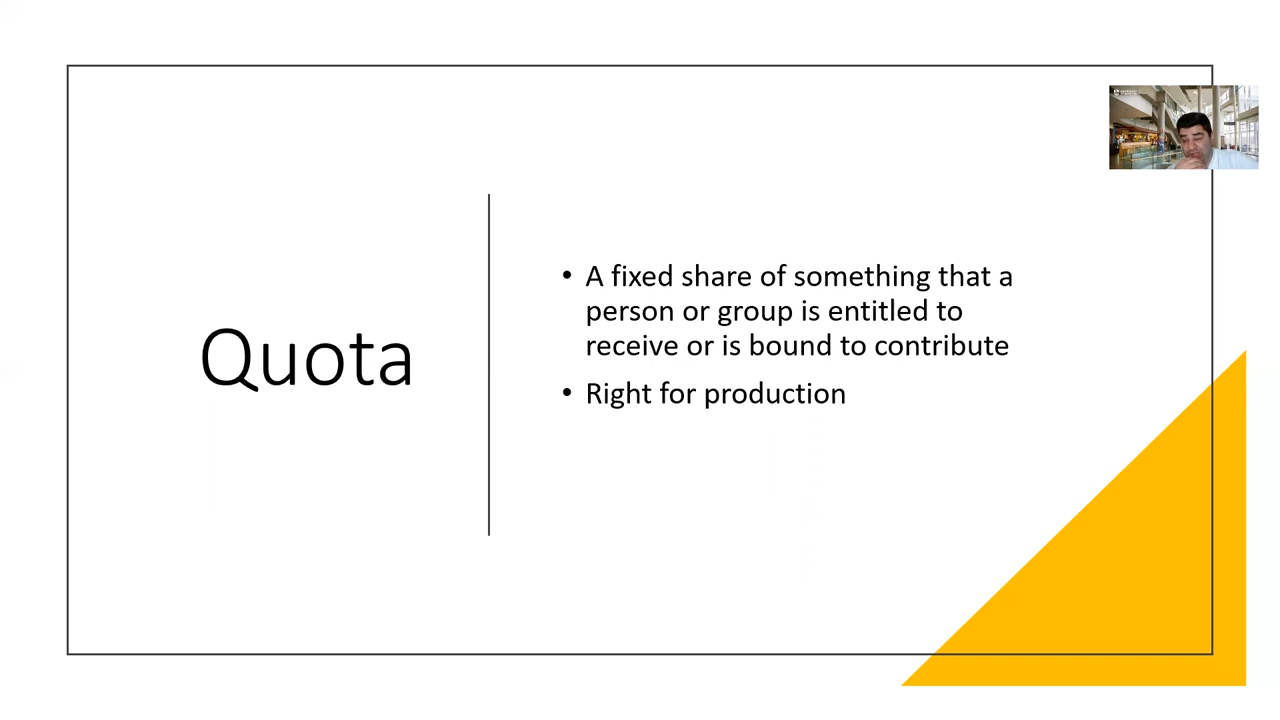 Quota
• A fixed share of something that a
person or group is entitled to
receive or is bound to contribute
• Right for production